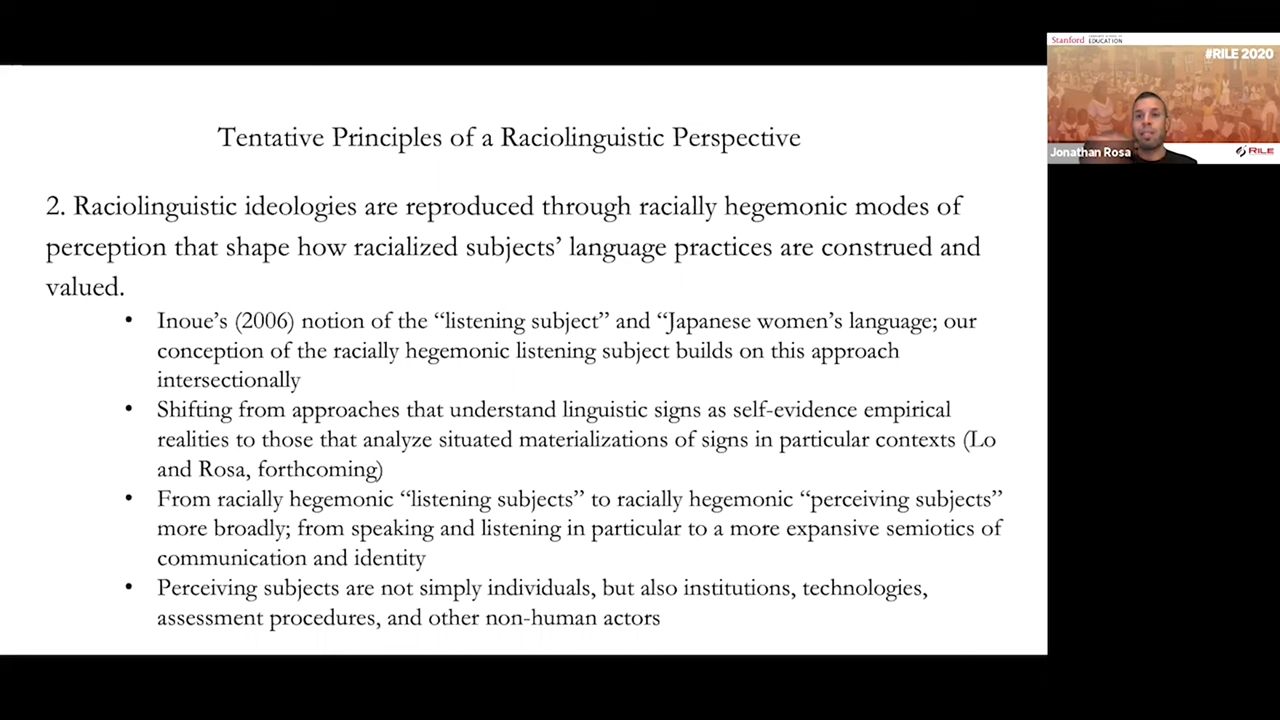 Tentative Principles of a Raciolinguistic Perspective
2. Raciolinguistic ideologies are reproduced through racially hegemonic modes of
perception that shape how racialized subjects’ language practices are construed and
valued.
• Inoue’s (2006) notion of the “listening subject” and “Japanese women’s language; our
conception of the racially hegemonic listening subject builds on this approach
intersectionally
• Shifting from approaches that understand linguistic signs as self-evidence empirical
realities to those that analyze situated materializations of signs in particular contexts (Lo
and Rosa, forthcoming)
• From racially hegemonic “listening subjects” to racially hegemonic “perceiving subjects”
more broadly; from speaking and listening in particular to a more expansive semiotics of
communication and identity
• Perceiving subjects are not simply individuals, but also institutions, technologies,
assessment procedures, and other non-human actors
Stanford EDUCATION
#RILE 2020
Jonathan Rosa
RILE